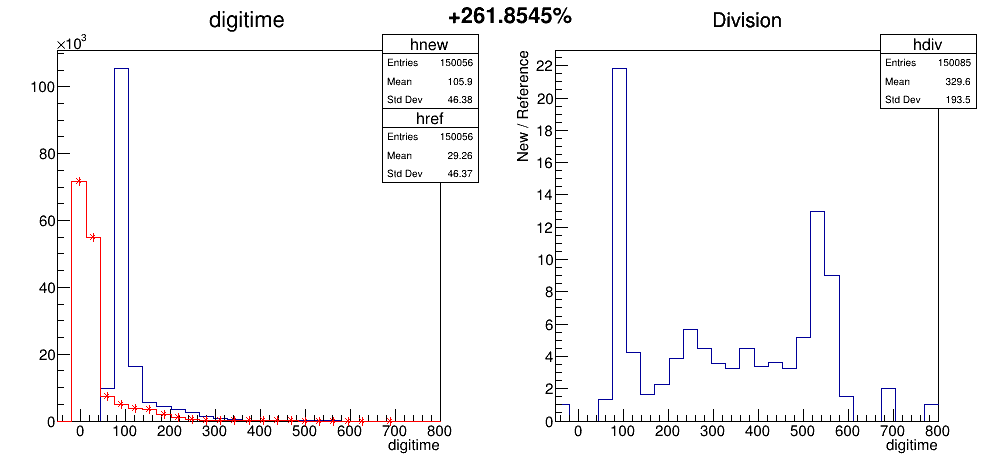 +261.8545%
digitime
×10³
hnew
Entries 150056
Mean 105.9
Std Dev 46.38
href
Entries 150056
Mean 29.26
Std Dev 46.37
100
80
60
40
20
0
0 100 200 300 400 500 600 700 800
digitime
Division
hdiv
Entries 150085
Mean 329.6
Std Dev 193.5
New / Reference
22
20
18
16
14
12
10
8
6
4
2
0
0 100 200 300 400 500 600 700 800
digitime